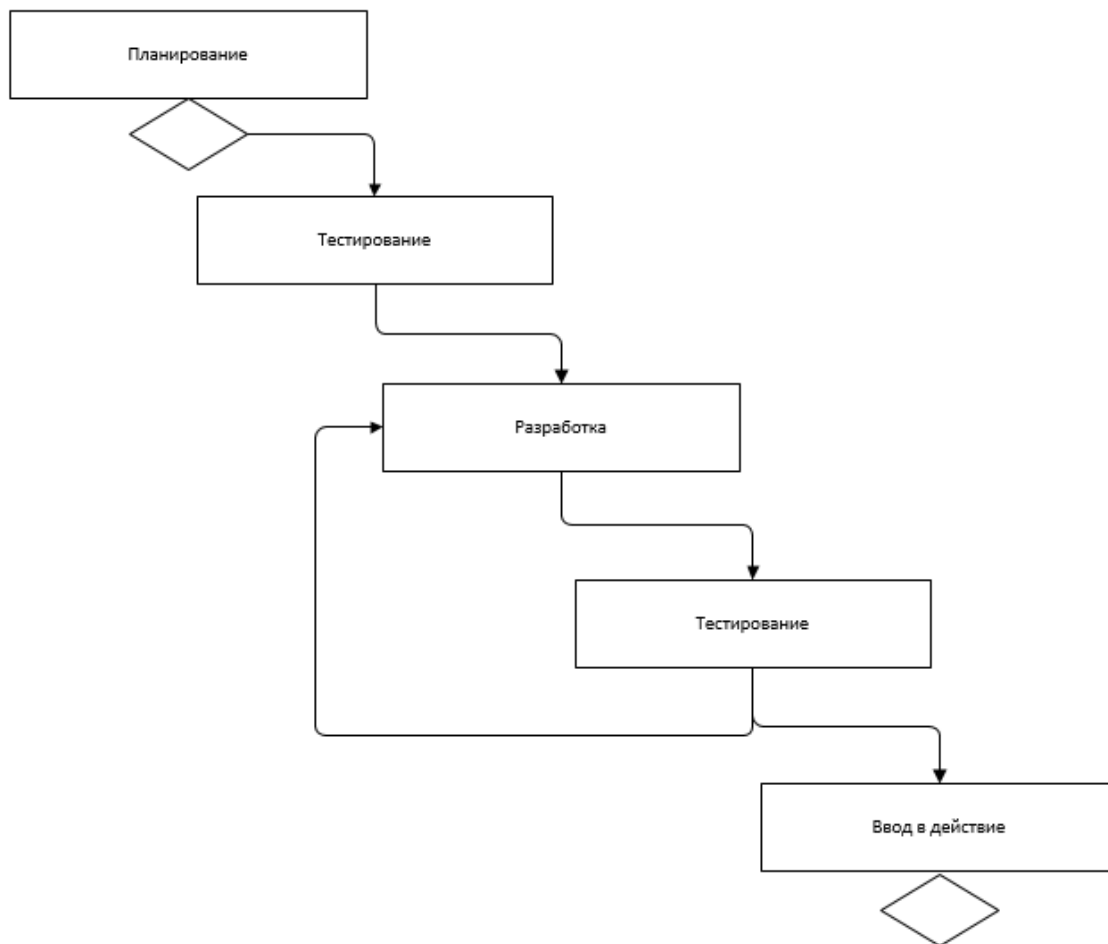 Планирование
Тестирование
Разработка
Тестирование
Ввод в действие